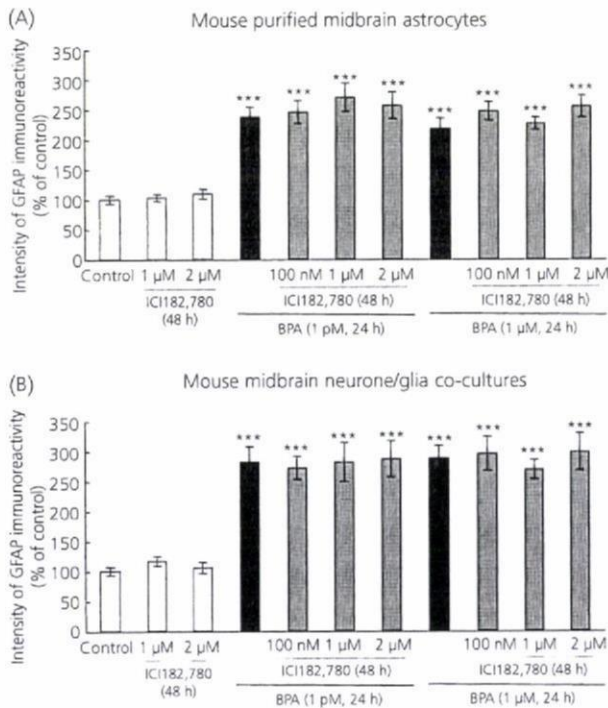 (A) Mouse purified midbrain astrocytes
Intensity of GFAP immunoreactivity
(% of control)
350
300
250
200
150
100
50
0
*** *** *** *** *** *** *** ***
Control 1 µM 2 µM 100 nM 1 µM 2 µM 100 nM 1 µM 2 µM
ICI182,780 ICI182,780 (48 h) ICI182,780 (48 h)
(48 h)
BPA (1 pM, 24 h) BPA (1 µM, 24 h)
(B) Mouse midbrain neurone/glia co-cultures
Intensity of GFAP immunoreactivity
(% of control)
350
300
250
200
150
100
50
0
*** *** *** *** *** *** *** ***
Control 1 µM 2 µM 100 nM 1 µM 2 µM 100 nM 1 µM 2 µM
ICI182,780 ICI182,780 (48 h) ICI182,780 (48 h)
(48 h)
BPA (1 pM, 24 h) BPA (1 µM, 24 h)